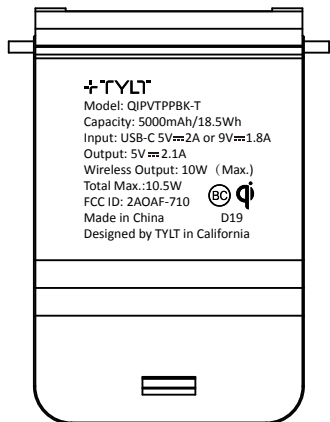 TYLT
Model: QIPVTPPBK-T
Capacity: 5000mAh/18.5Wh
Input: USB-C 5V⎓2A or 9V⎓1.8A
Output: 5V⎓2.1A
Wireless Output: 10W (Max.)
Total Max.:10.5W
FCC ID: 2AOAF-710 BC
Made in China D19
Designed by TYLT in California